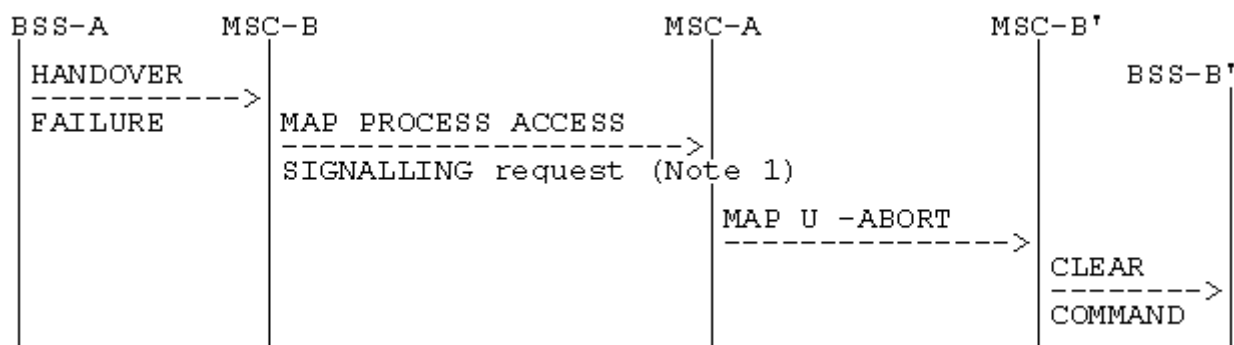 BSS-A MSC-B MSC-A MSC-B'
BSS-B'
HANDOVER
FAILURE
MAP PROCESS ACCESS
SIGNALLING request (Note 1)
MAP U -ABORT
CLEAR
COMMAND